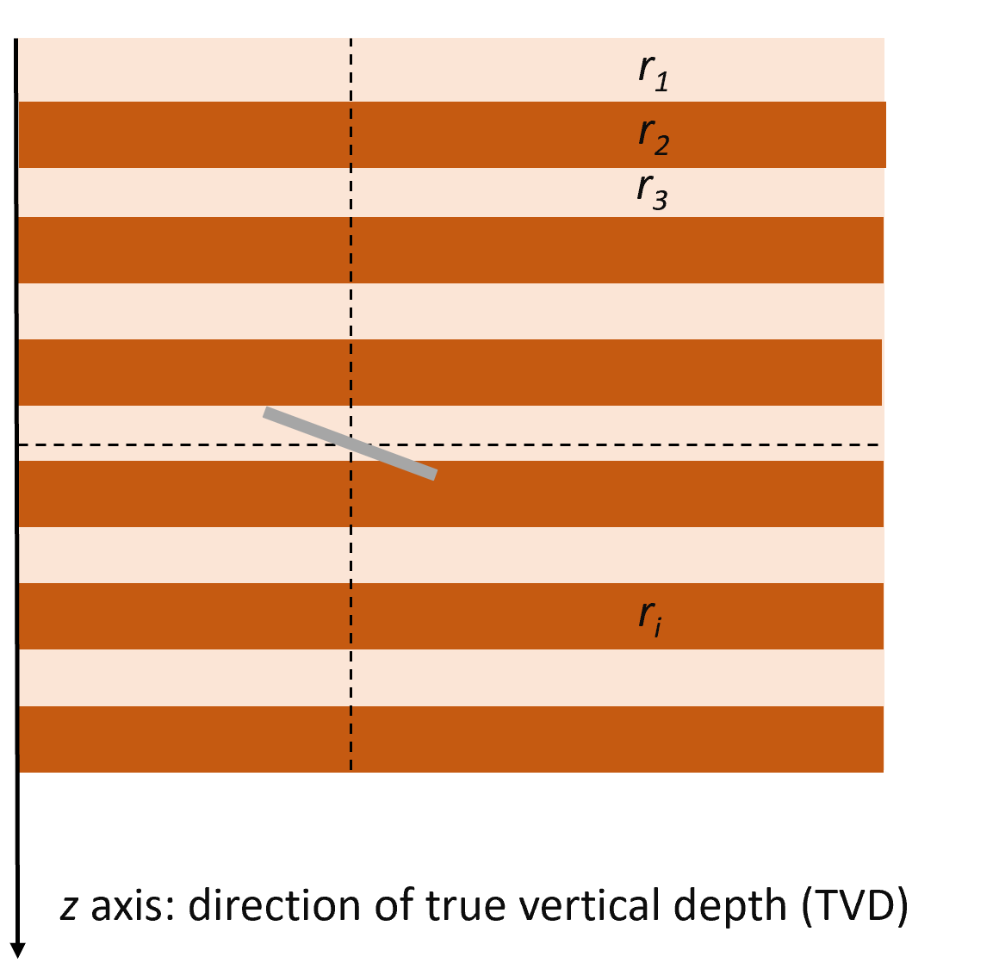 r1
r2
r3
ri
z axis: direction of true vertical depth (TVD)